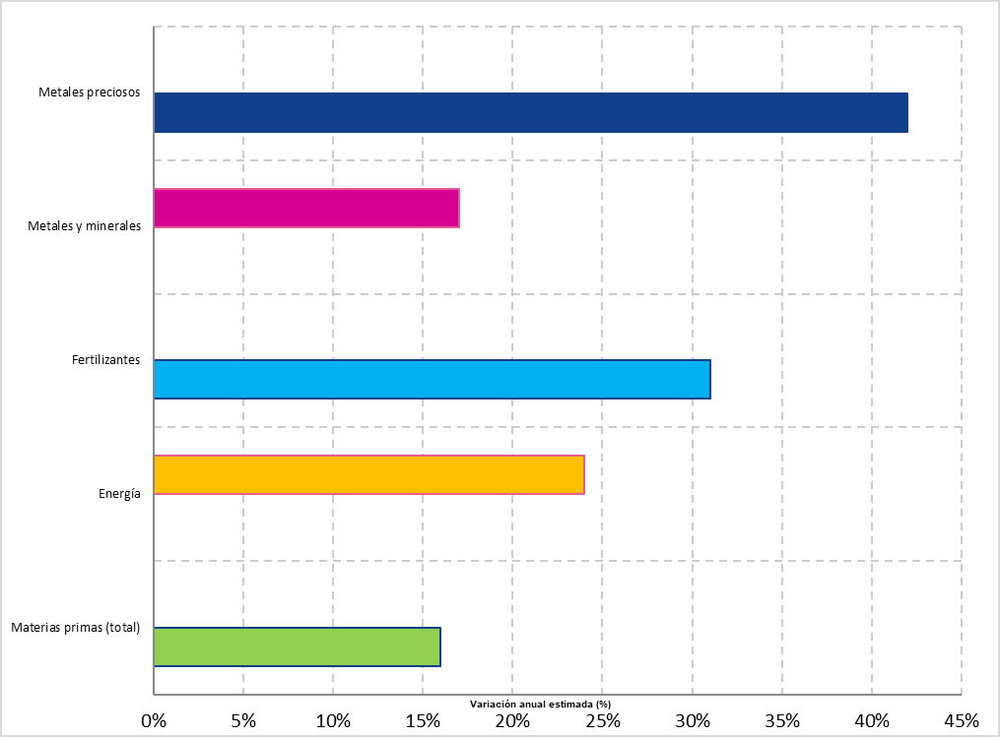 Metales preciosos
Metales y minerales
Fertilizantes
Energía
Materias primas (total)
Variación anual estimada (%)
0% 5% 10% 15% 20% 25% 30% 35% 40% 45%